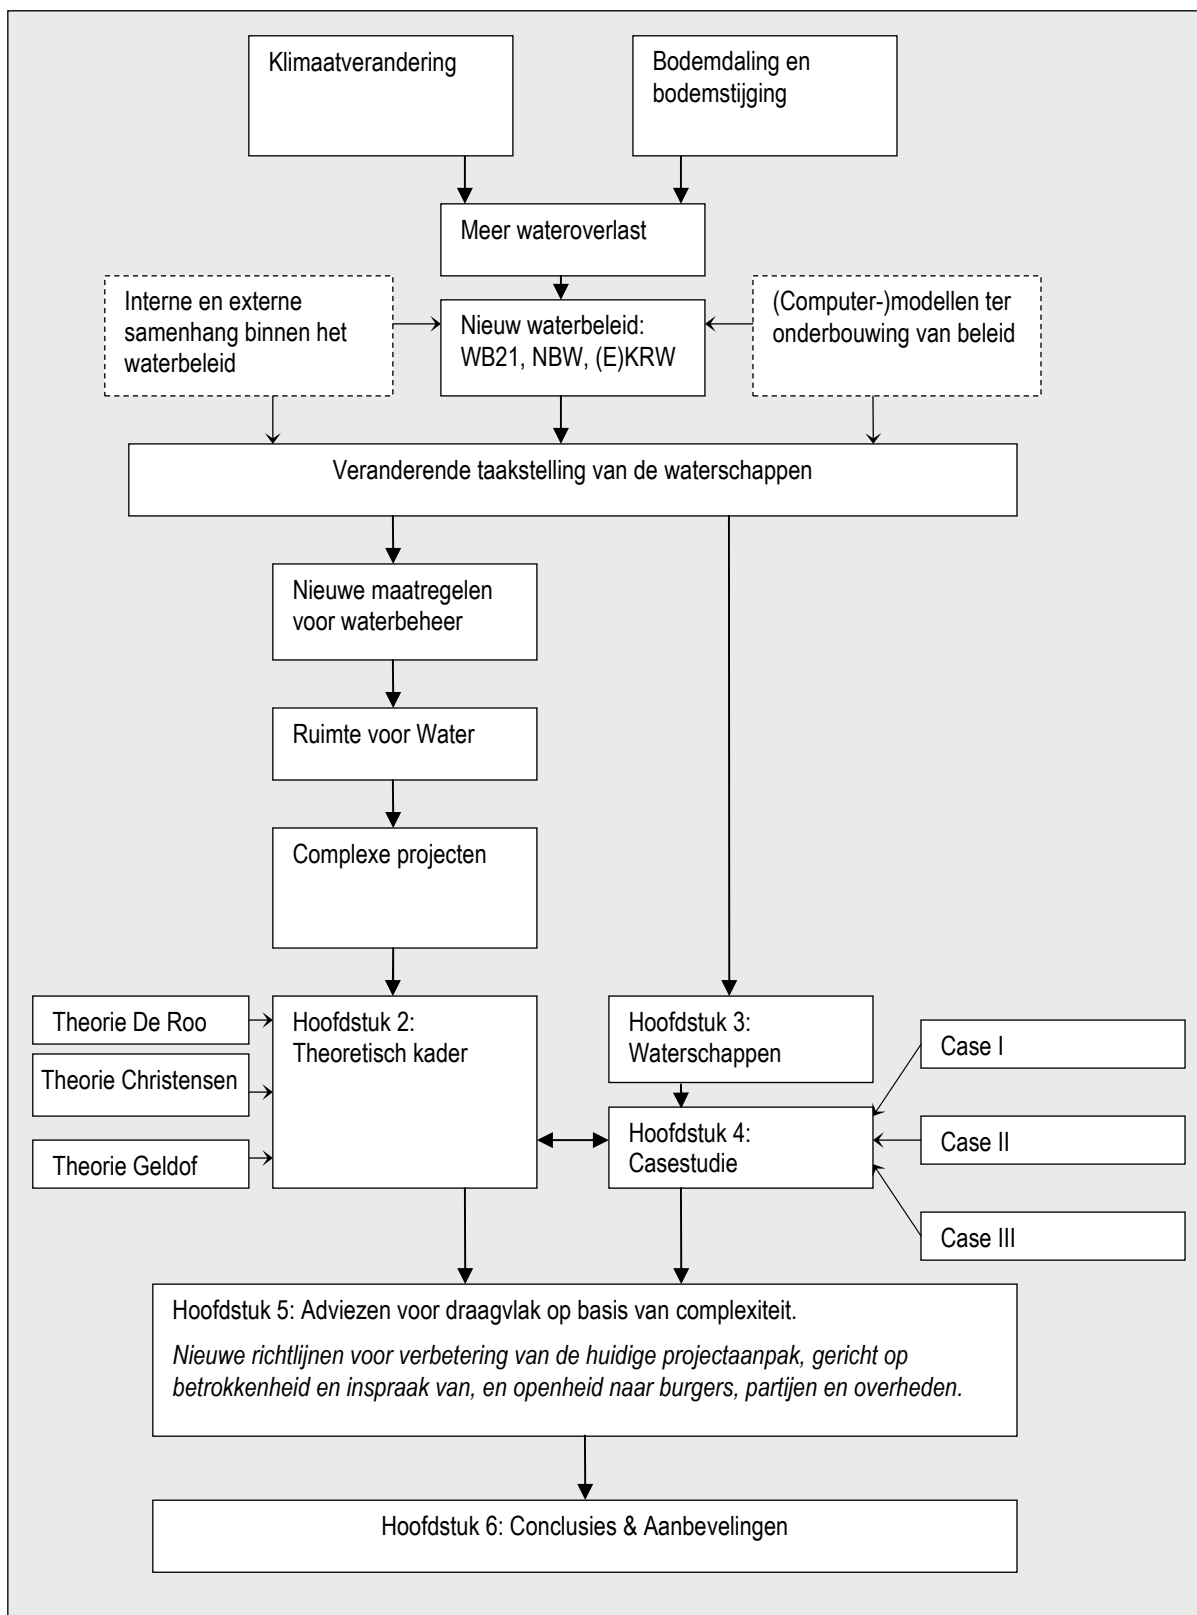 Klimaatverandering
Bodemdaling en
bodemstijging
Meer wateroverlast
Interne en externe
samenhang binnen het
waterbeleid
Nieuw waterbeleid:
WB21, NBW, (E)KRW
(Computer-)modellen ter
onderbouwing van beleid
Veranderende taakstelling van de waterschappen
Nieuwe maatregelen
voor waterbeheer
Ruimte voor Water
Complexe projecten
Theorie De Roo
Theorie Christensen
Theorie Geldof
Hoofdstuk 2:
Theoretisch kader
Hoofdstuk 3:
Waterschappen
Hoofdstuk 4:
Casestudie
Case I
Case II
Case III
Hoofdstuk 5: Adviezen voor draagvlak op basis van complexiteit.
Nieuwe richtlijnen voor verbetering van de huidige projectaanpak, gericht op
betrokkenheid en inspraak van, en openheid naar burgers, partijen en overheden.
Hoofdstuk 6: Conclusies & Aanbevelingen